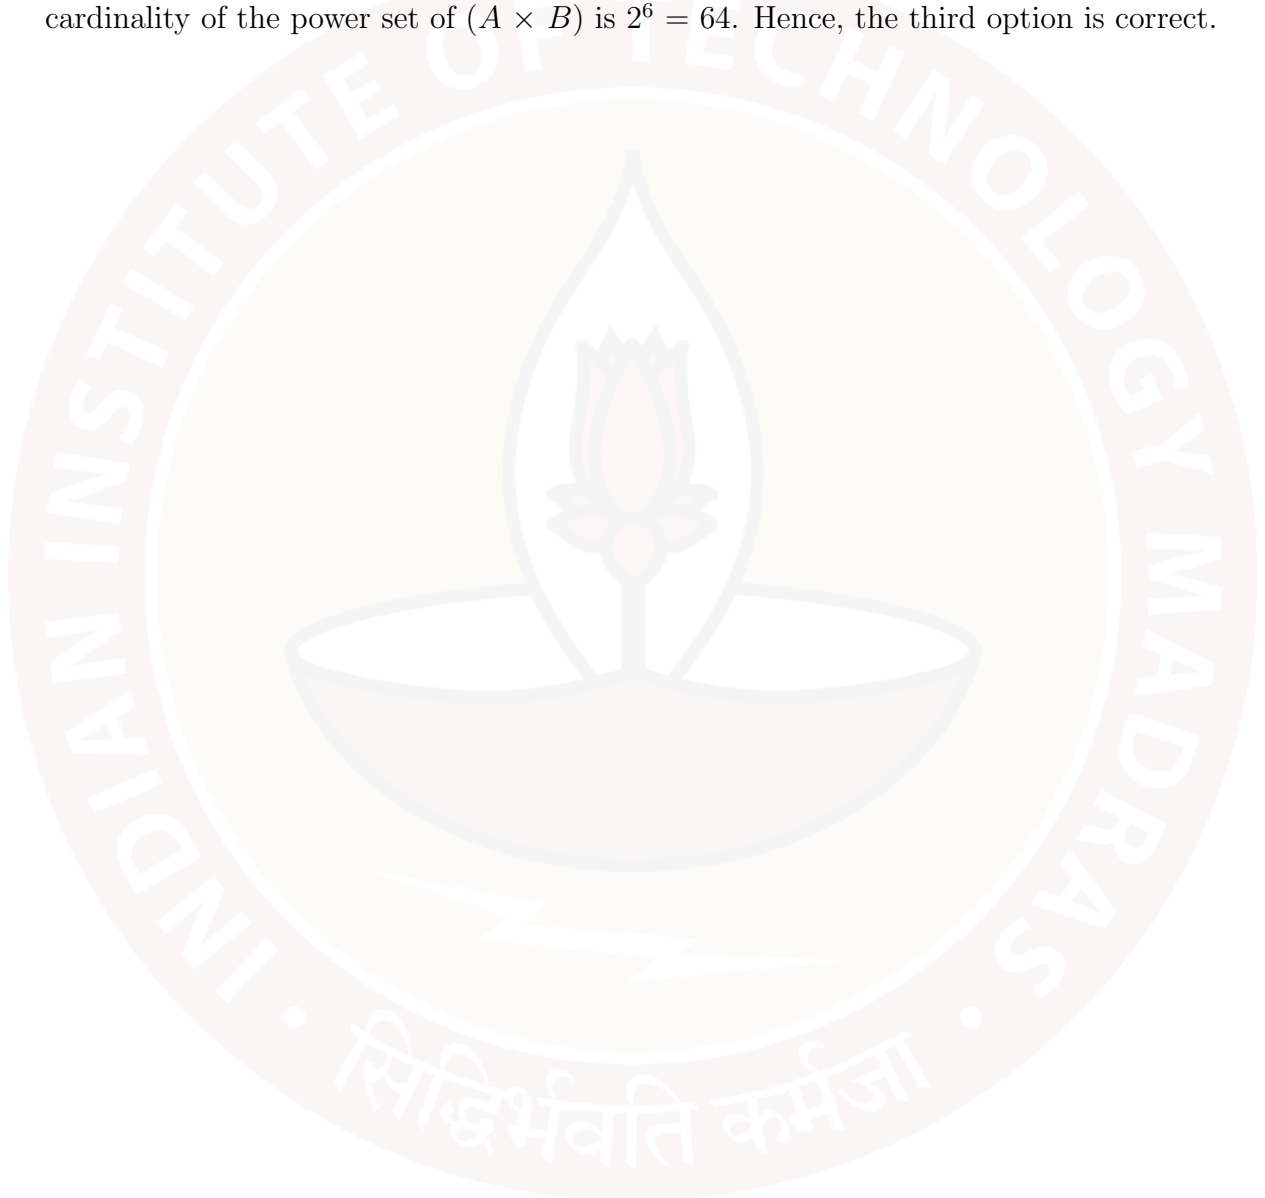 cardinality of the power set of (A × B) is 2⁶ = 64. Hence, the third option is correct.
INDIAN INSTITUTE OF TECHNOLOGY MADRAS
सिद्धिर्भवति कर्मजा